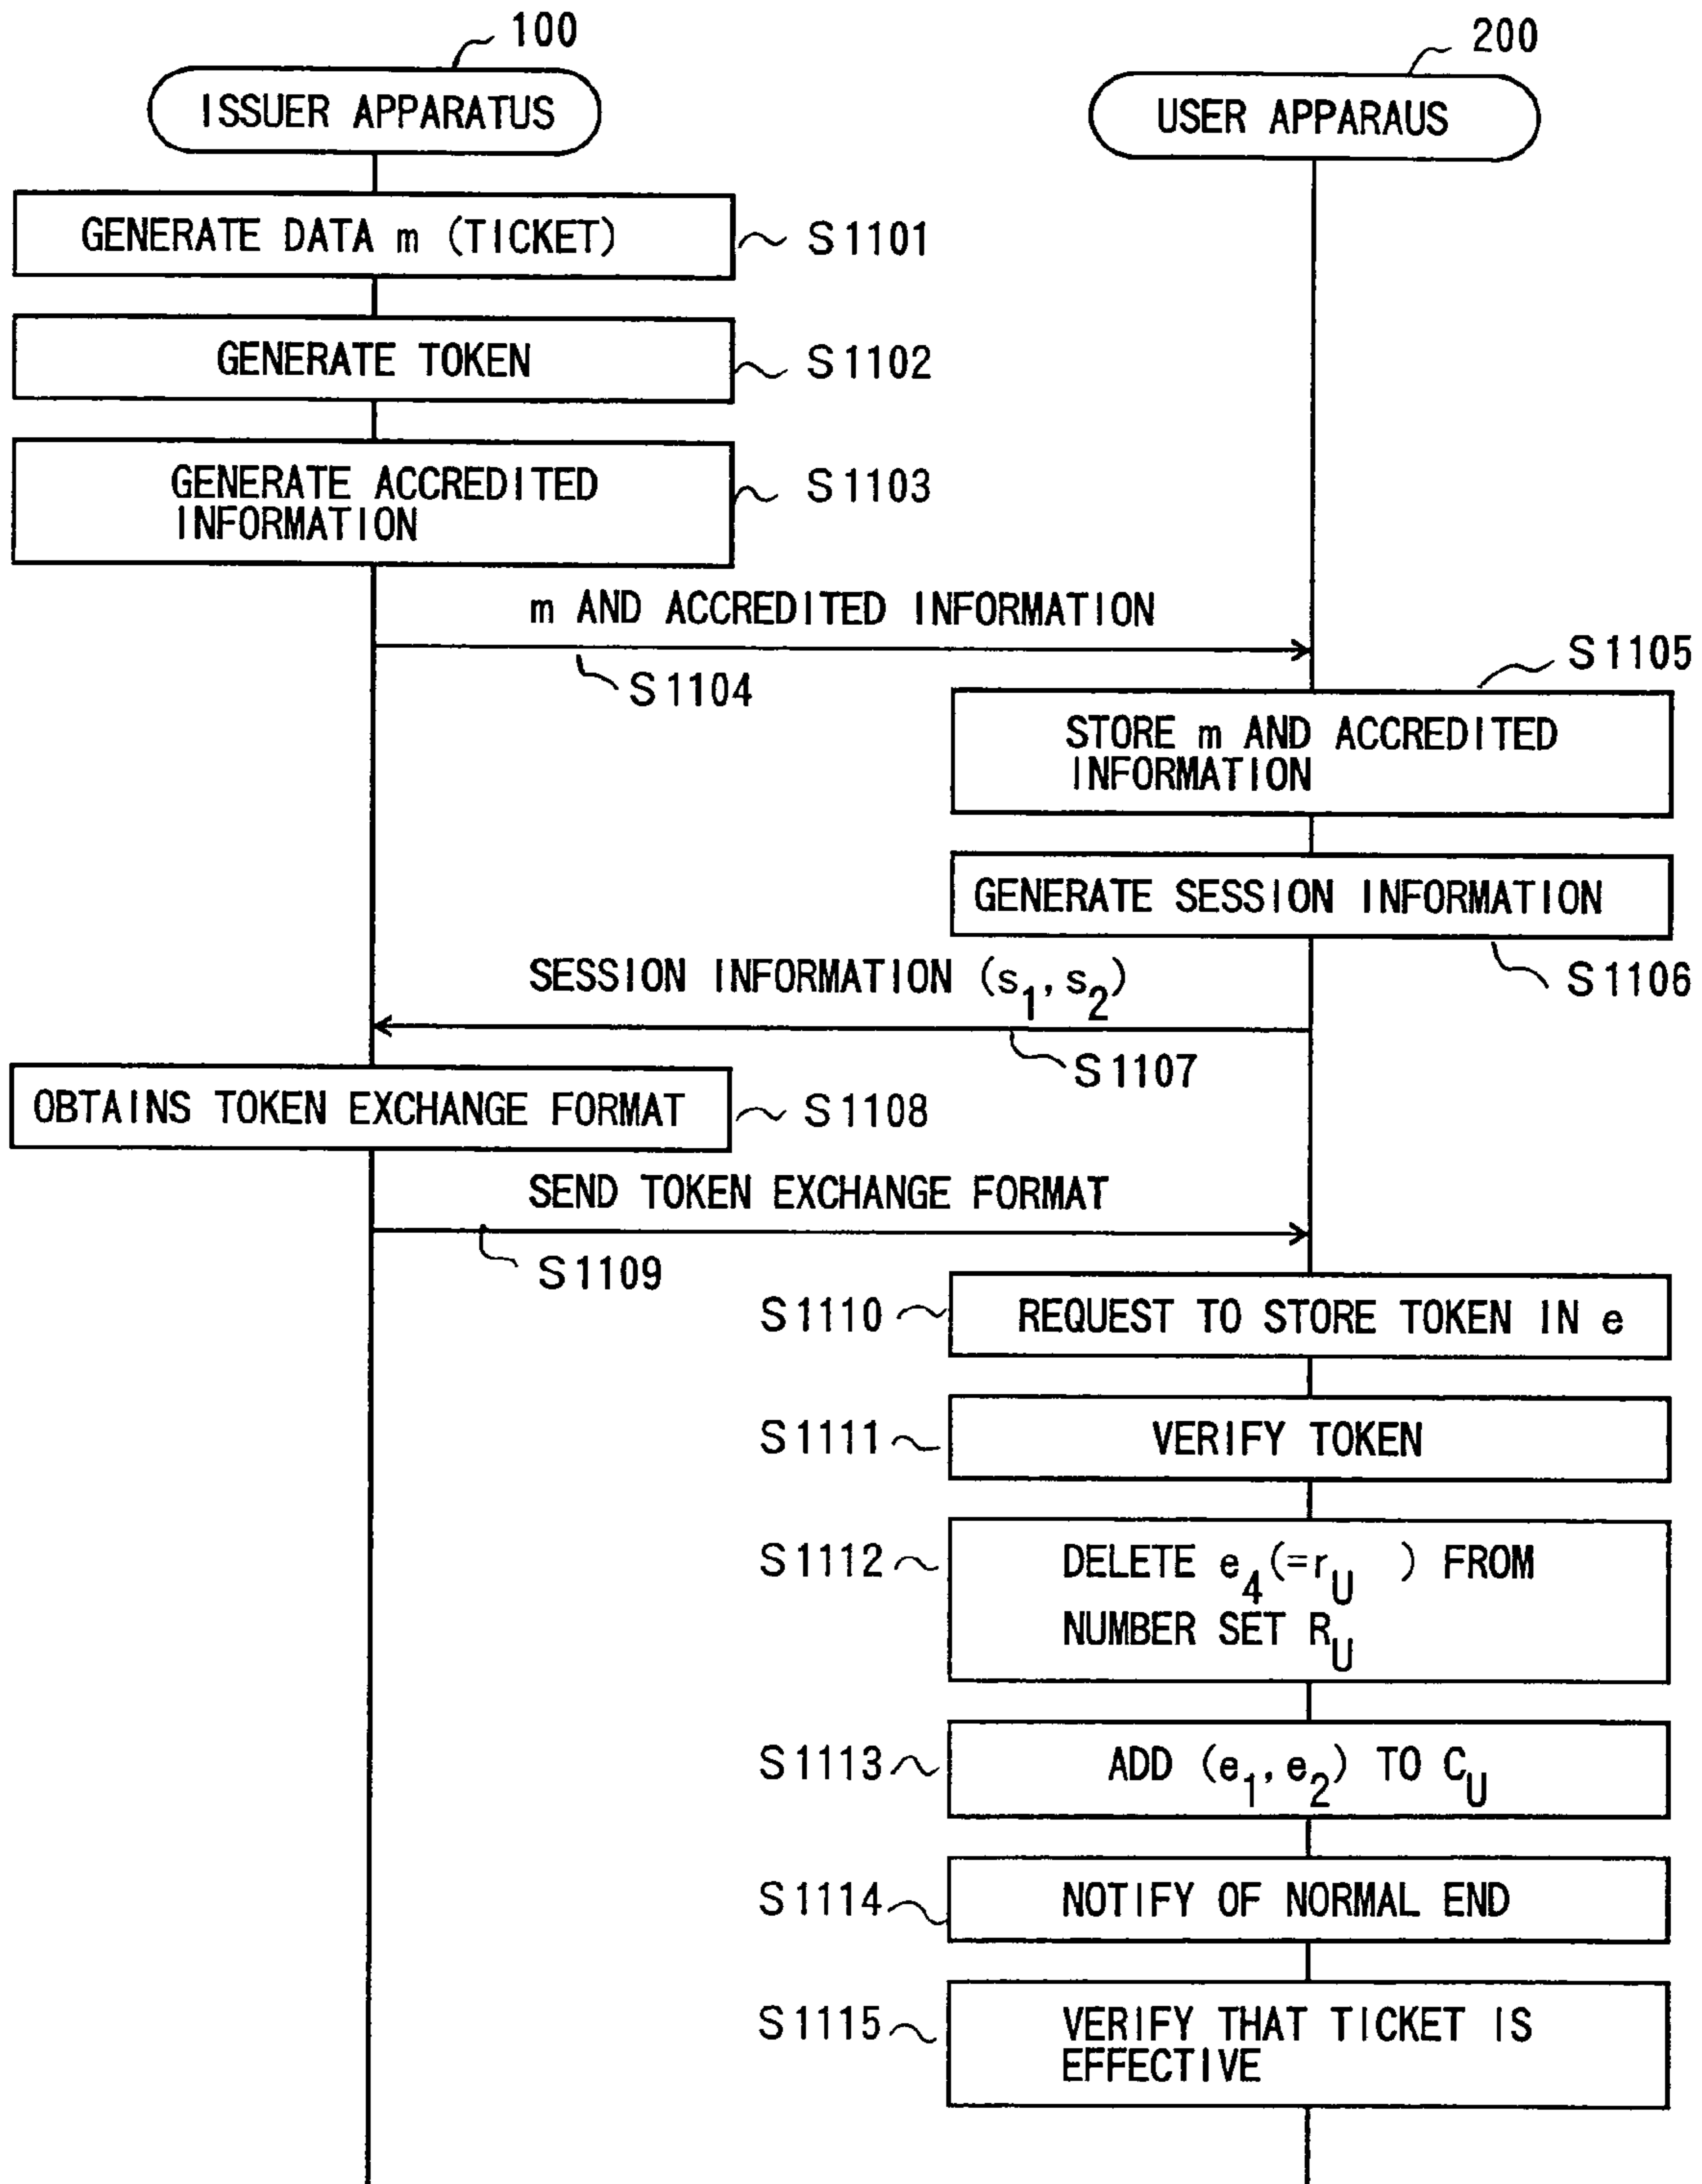 100
200
ISSUER APPARATUS
USER APPARAUS
GENERATE DATA m (TICKET)
S1101
GENERATE TOKEN
S1102
GENERATE ACCREDITED
INFORMATION
S1103
m AND ACCREDITED INFORMATION
S1104
S1105
STORE m AND ACCREDITED
INFORMATION
GENERATE SESSION INFORMATION
S1106
SESSION INFORMATION (s1, s2)
S1107
OBTAINS TOKEN EXCHANGE FORMAT
S1108
SEND TOKEN EXCHANGE FORMAT
S1109
S1110
REQUEST TO STORE TOKEN IN e
S1111
VERIFY TOKEN
S1112
DELETE e4(=rU ) FROM
NUMBER SET RU
S1113
ADD (e1, e2) TO CU
S1114
NOTIFY OF NORMAL END
S1115
VERIFY THAT TICKET IS
EFFECTIVE